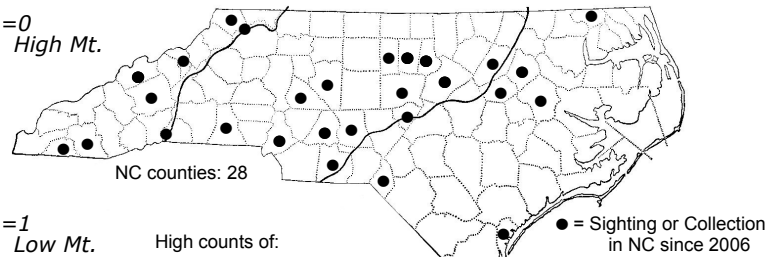 =0
High Mt.
NC counties: 28
=1
Low Mt.
High counts of:
● = Sighting or Collection
in NC since 2006